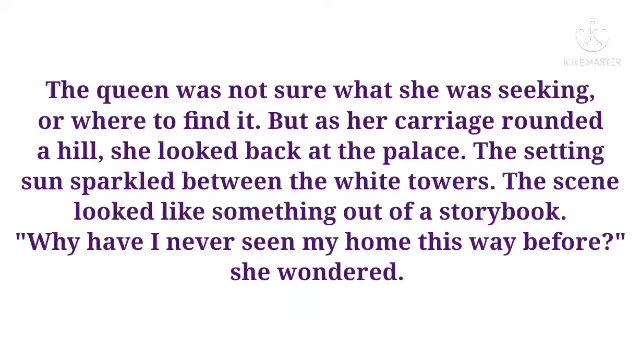 KINEMASTER
The queen was not sure what she was seeking,
or where to find it. But as her carriage rounded
a hill, she looked back at the palace. The setting
sun sparkled between the white towers. The scene
looked like something out of a storybook.
"Why have I never seen my home this way before?"
she wondered.